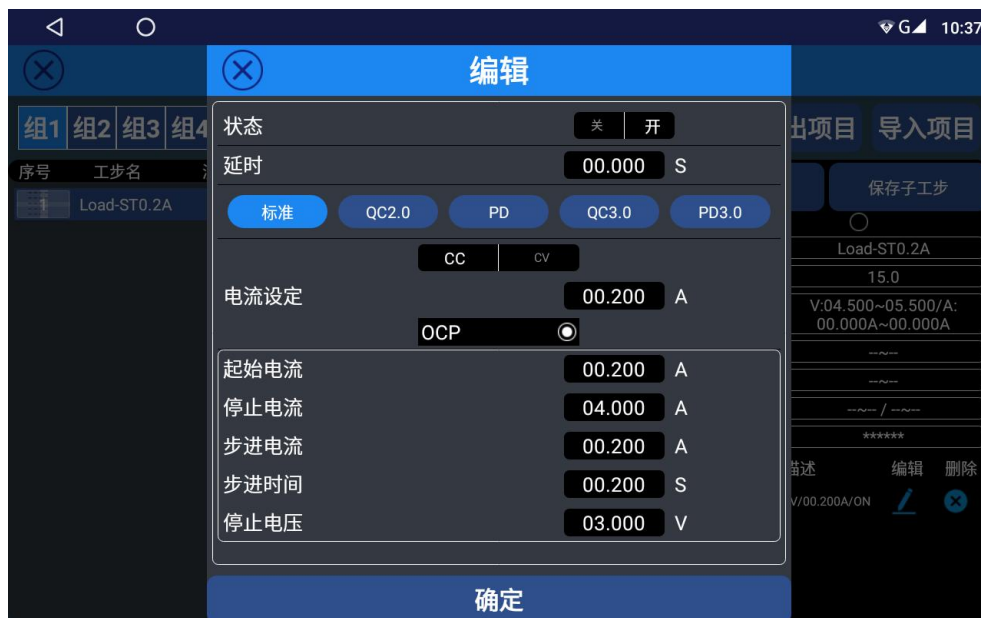 G 10:37
编辑
组1 组2 组3 组4
出项目 导入项目
序号 工步名
1 Load-ST0.2A
保存子工步
Load-ST0.2A
15.0
V:04.500~05.500/A:
00.000A~00.000A
--~--
--~--
--~-- / --~--
******
描述 编辑 删除
V/00.200A/ON
状态 关 开
延时 00.000 S
标准 QC2.0 PD QC3.0 PD3.0
CC CV
电流设定 00.200 A
OCP
起始电流 00.200 A
停止电流 04.000 A
步进电流 00.200 A
步进时间 00.200 S
停止电压 03.000 V
确定